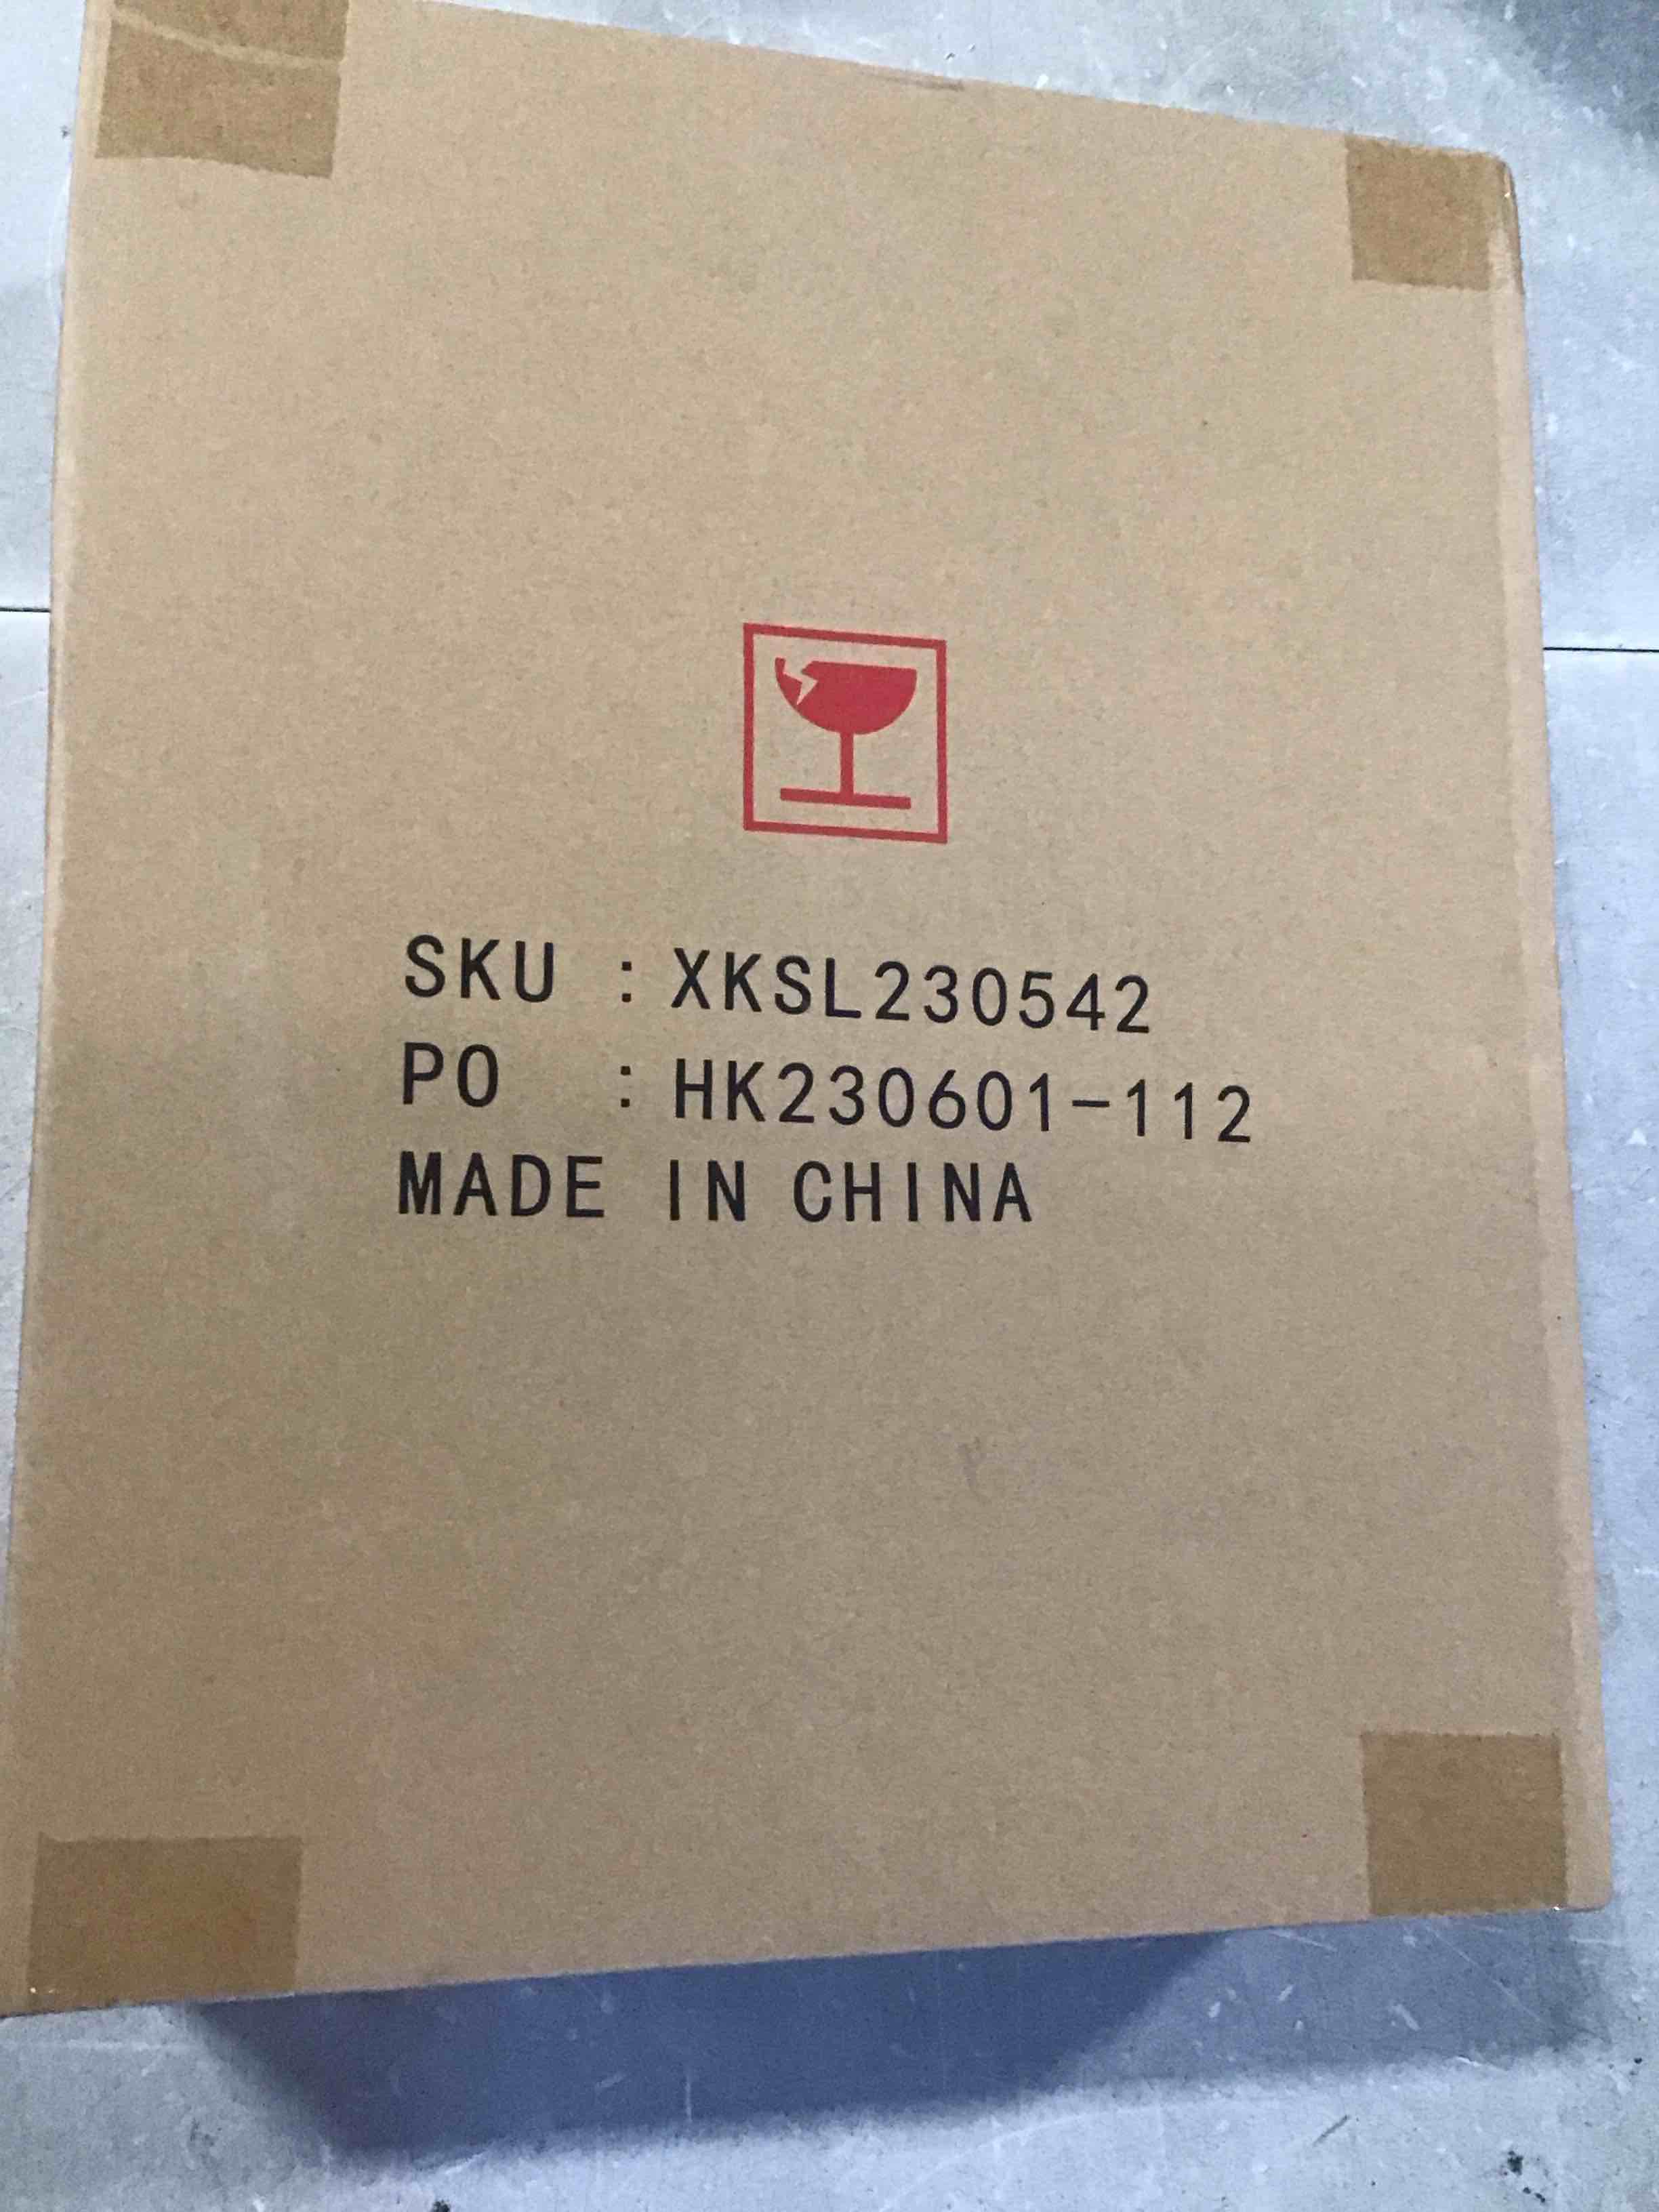 SKU : XKSL230542
PO : HK230601-112
MADE IN CHINA